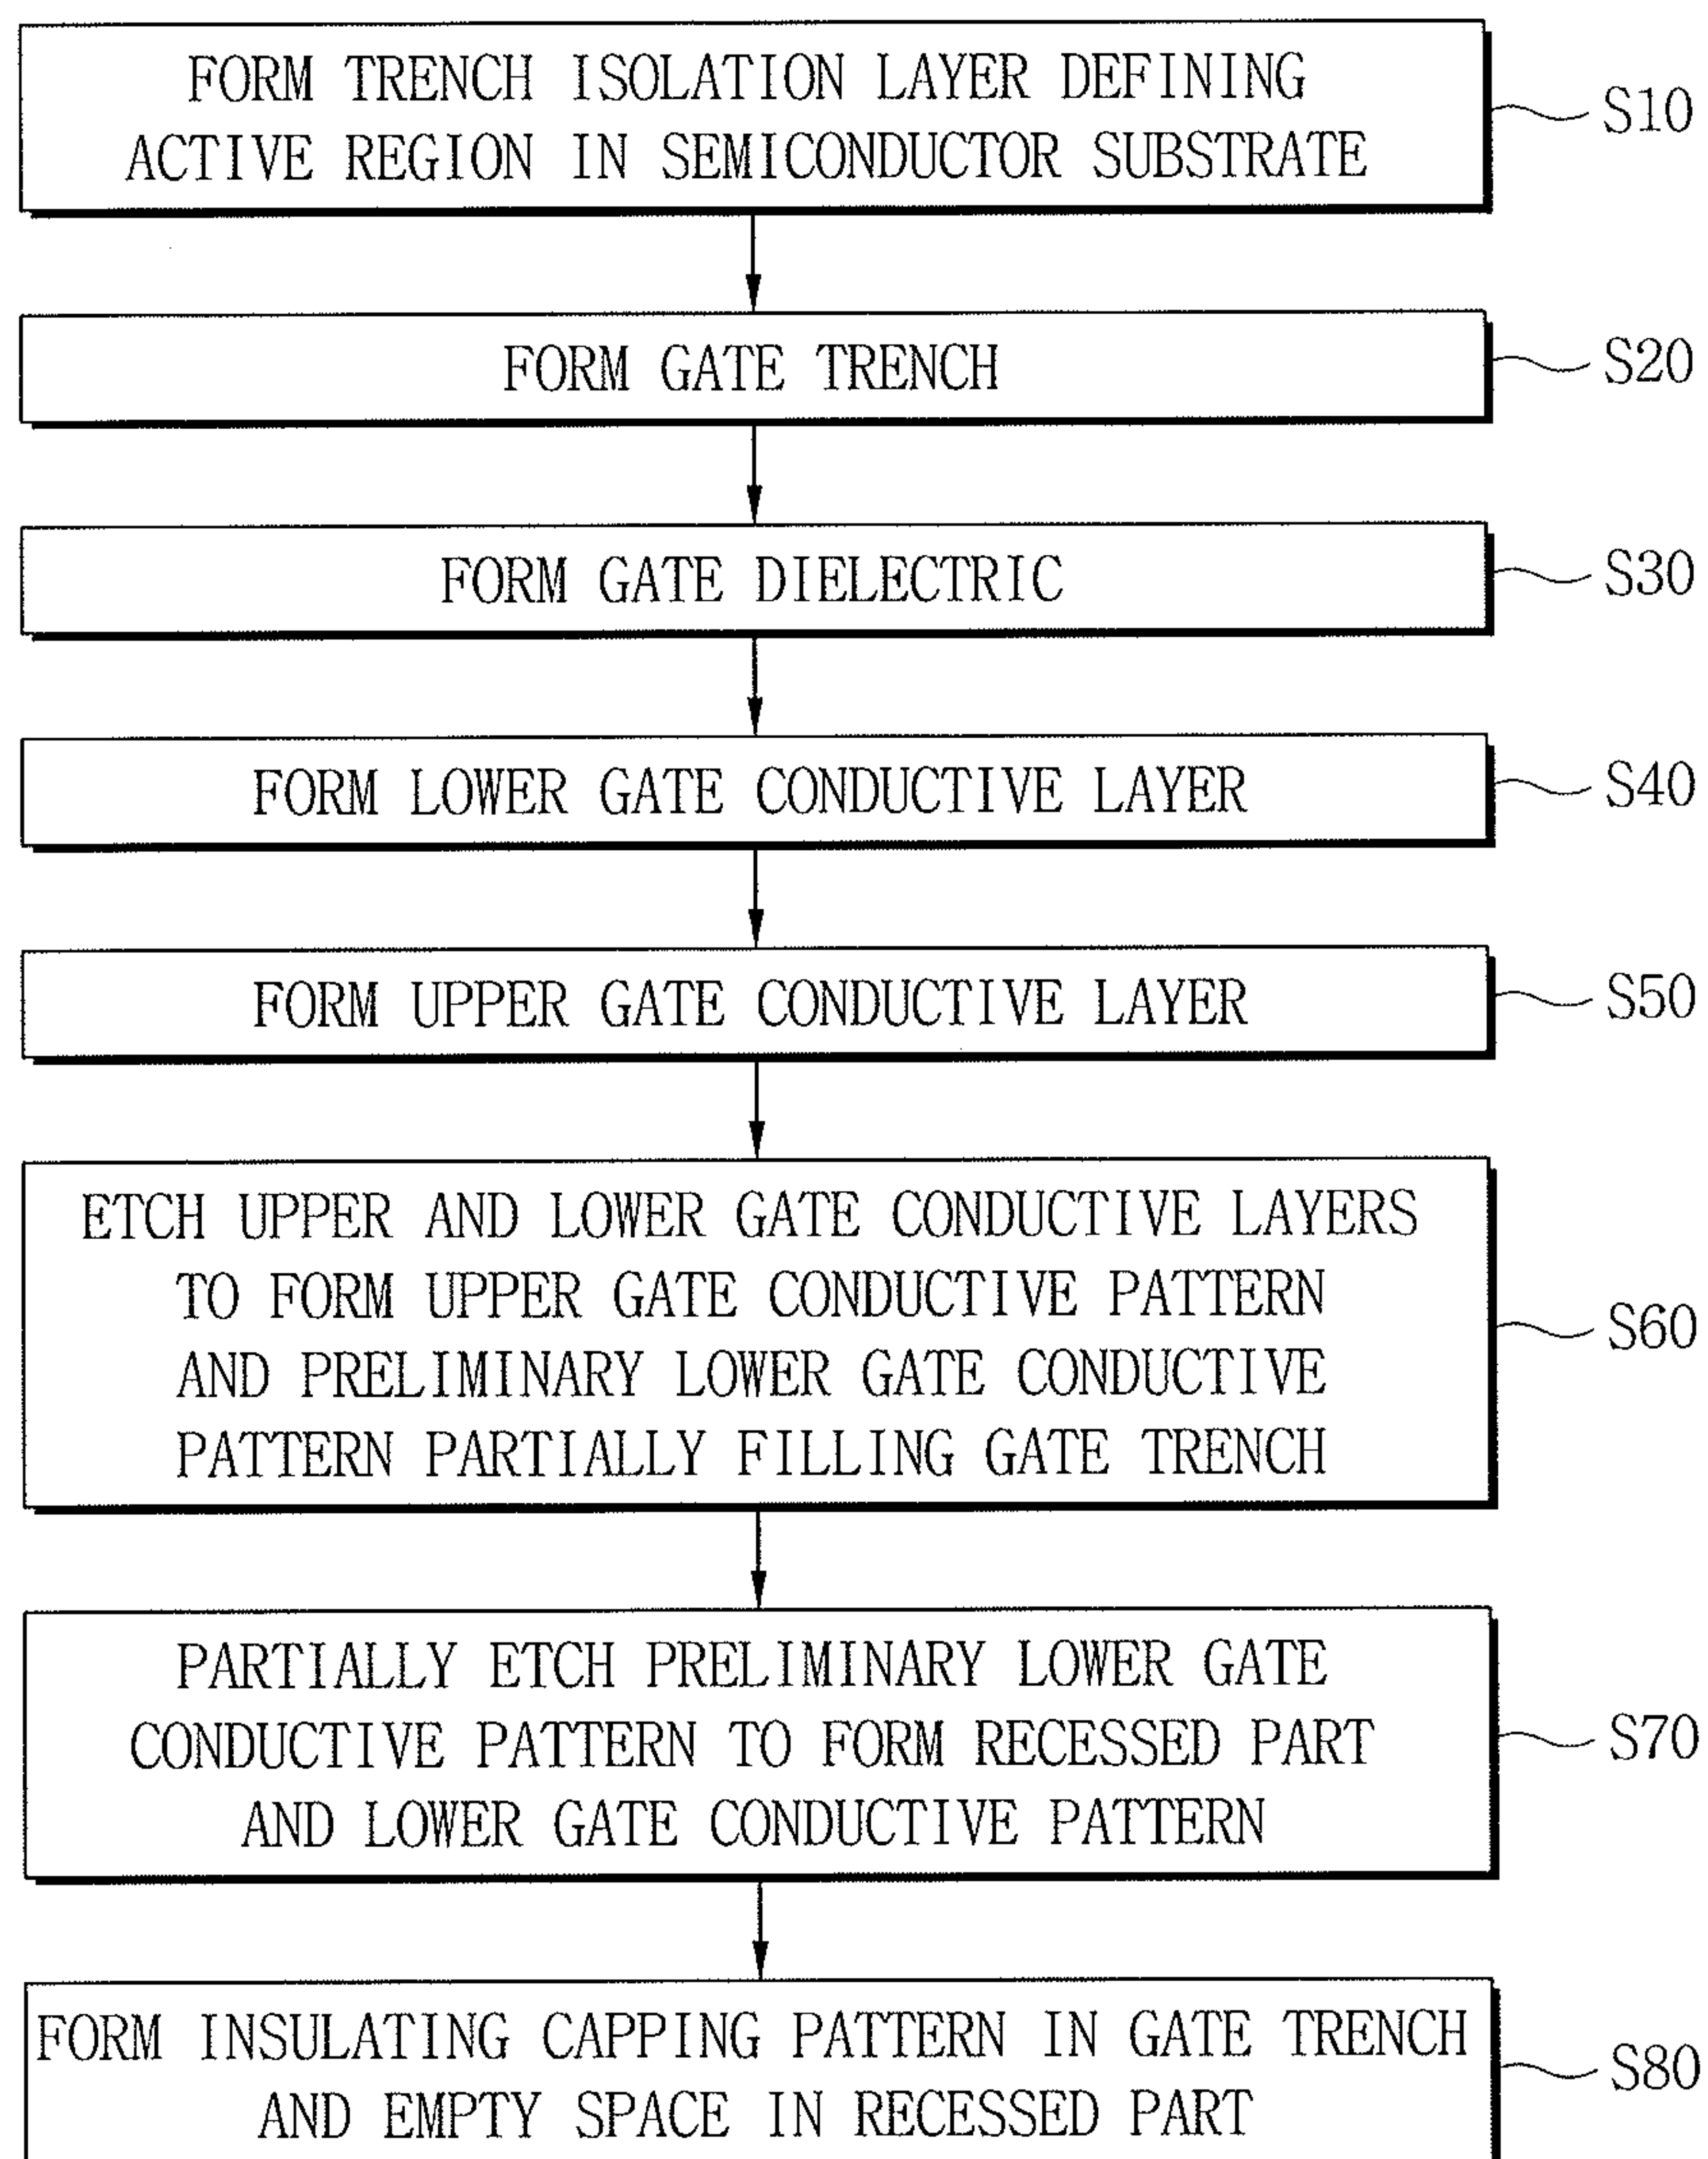 FORM TRENCH ISOLATION LAYER DEFINING
ACTIVE REGION IN SEMICONDUCTOR SUBSTRATE
S10
FORM GATE TRENCH
S20
FORM GATE DIELECTRIC
S30
FORM LOWER GATE CONDUCTIVE LAYER
S40
FORM UPPER GATE CONDUCTIVE LAYER
S50
ETCH UPPER AND LOWER GATE CONDUCTIVE LAYERS
TO FORM UPPER GATE CONDUCTIVE PATTERN
AND PRELIMINARY LOWER GATE CONDUCTIVE
PATTERN PARTIALLY FILLING GATE TRENCH
S60
PARTIALLY ETCH PRELIMINARY LOWER GATE
CONDUCTIVE PATTERN TO FORM RECESSED PART
AND LOWER GATE CONDUCTIVE PATTERN
S70
FORM INSULATING CAPPING PATTERN IN GATE TRENCH
AND EMPTY SPACE IN RECESSED PART
S80